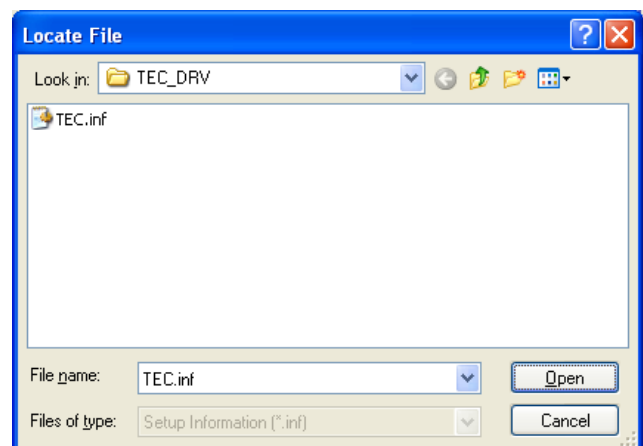 Locate File
Look in: TEC_DRV
TEC.inf
File name: TEC.inf Open
Files of type: Setup Information (*.inf) Cancel